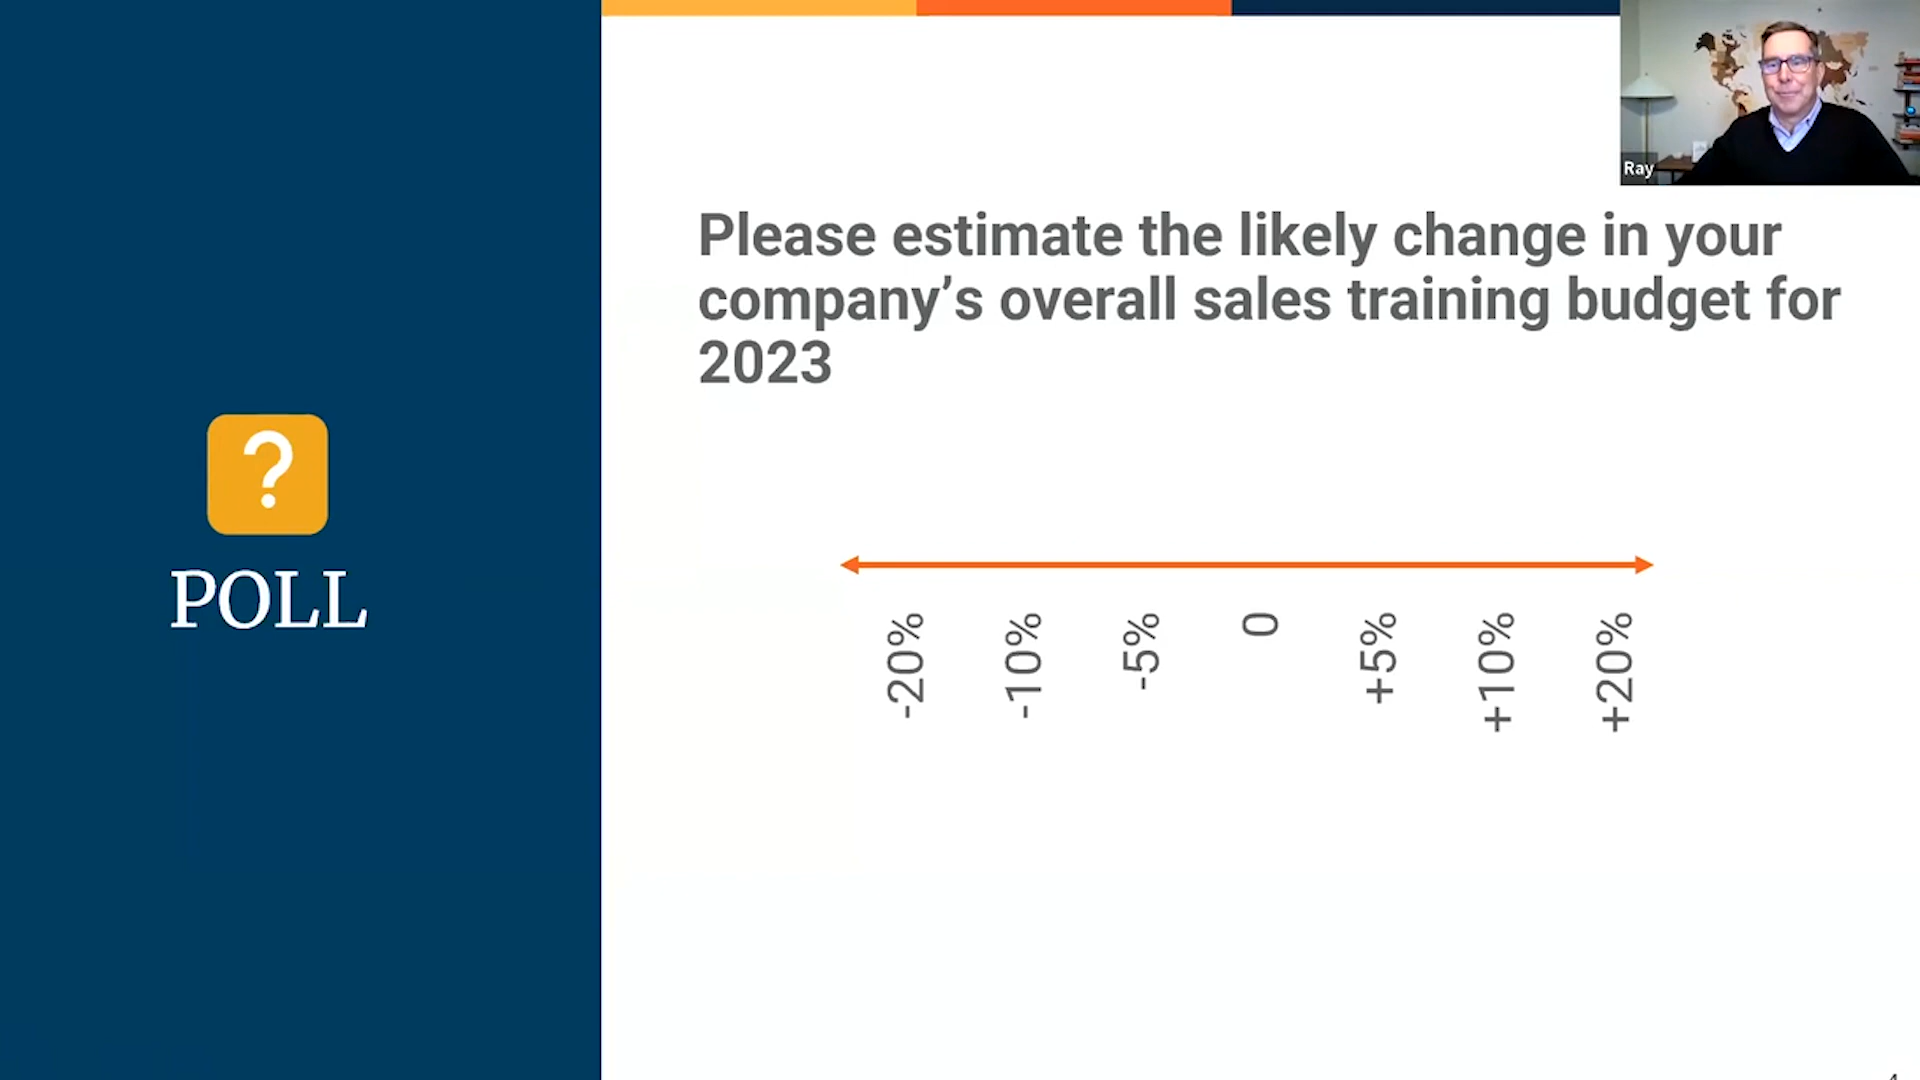 Ray
Please estimate the likely change in your
company’s overall sales training budget for
2023
?
POLL
-20%
-10%
-5%
0
+5%
+10%
+20%